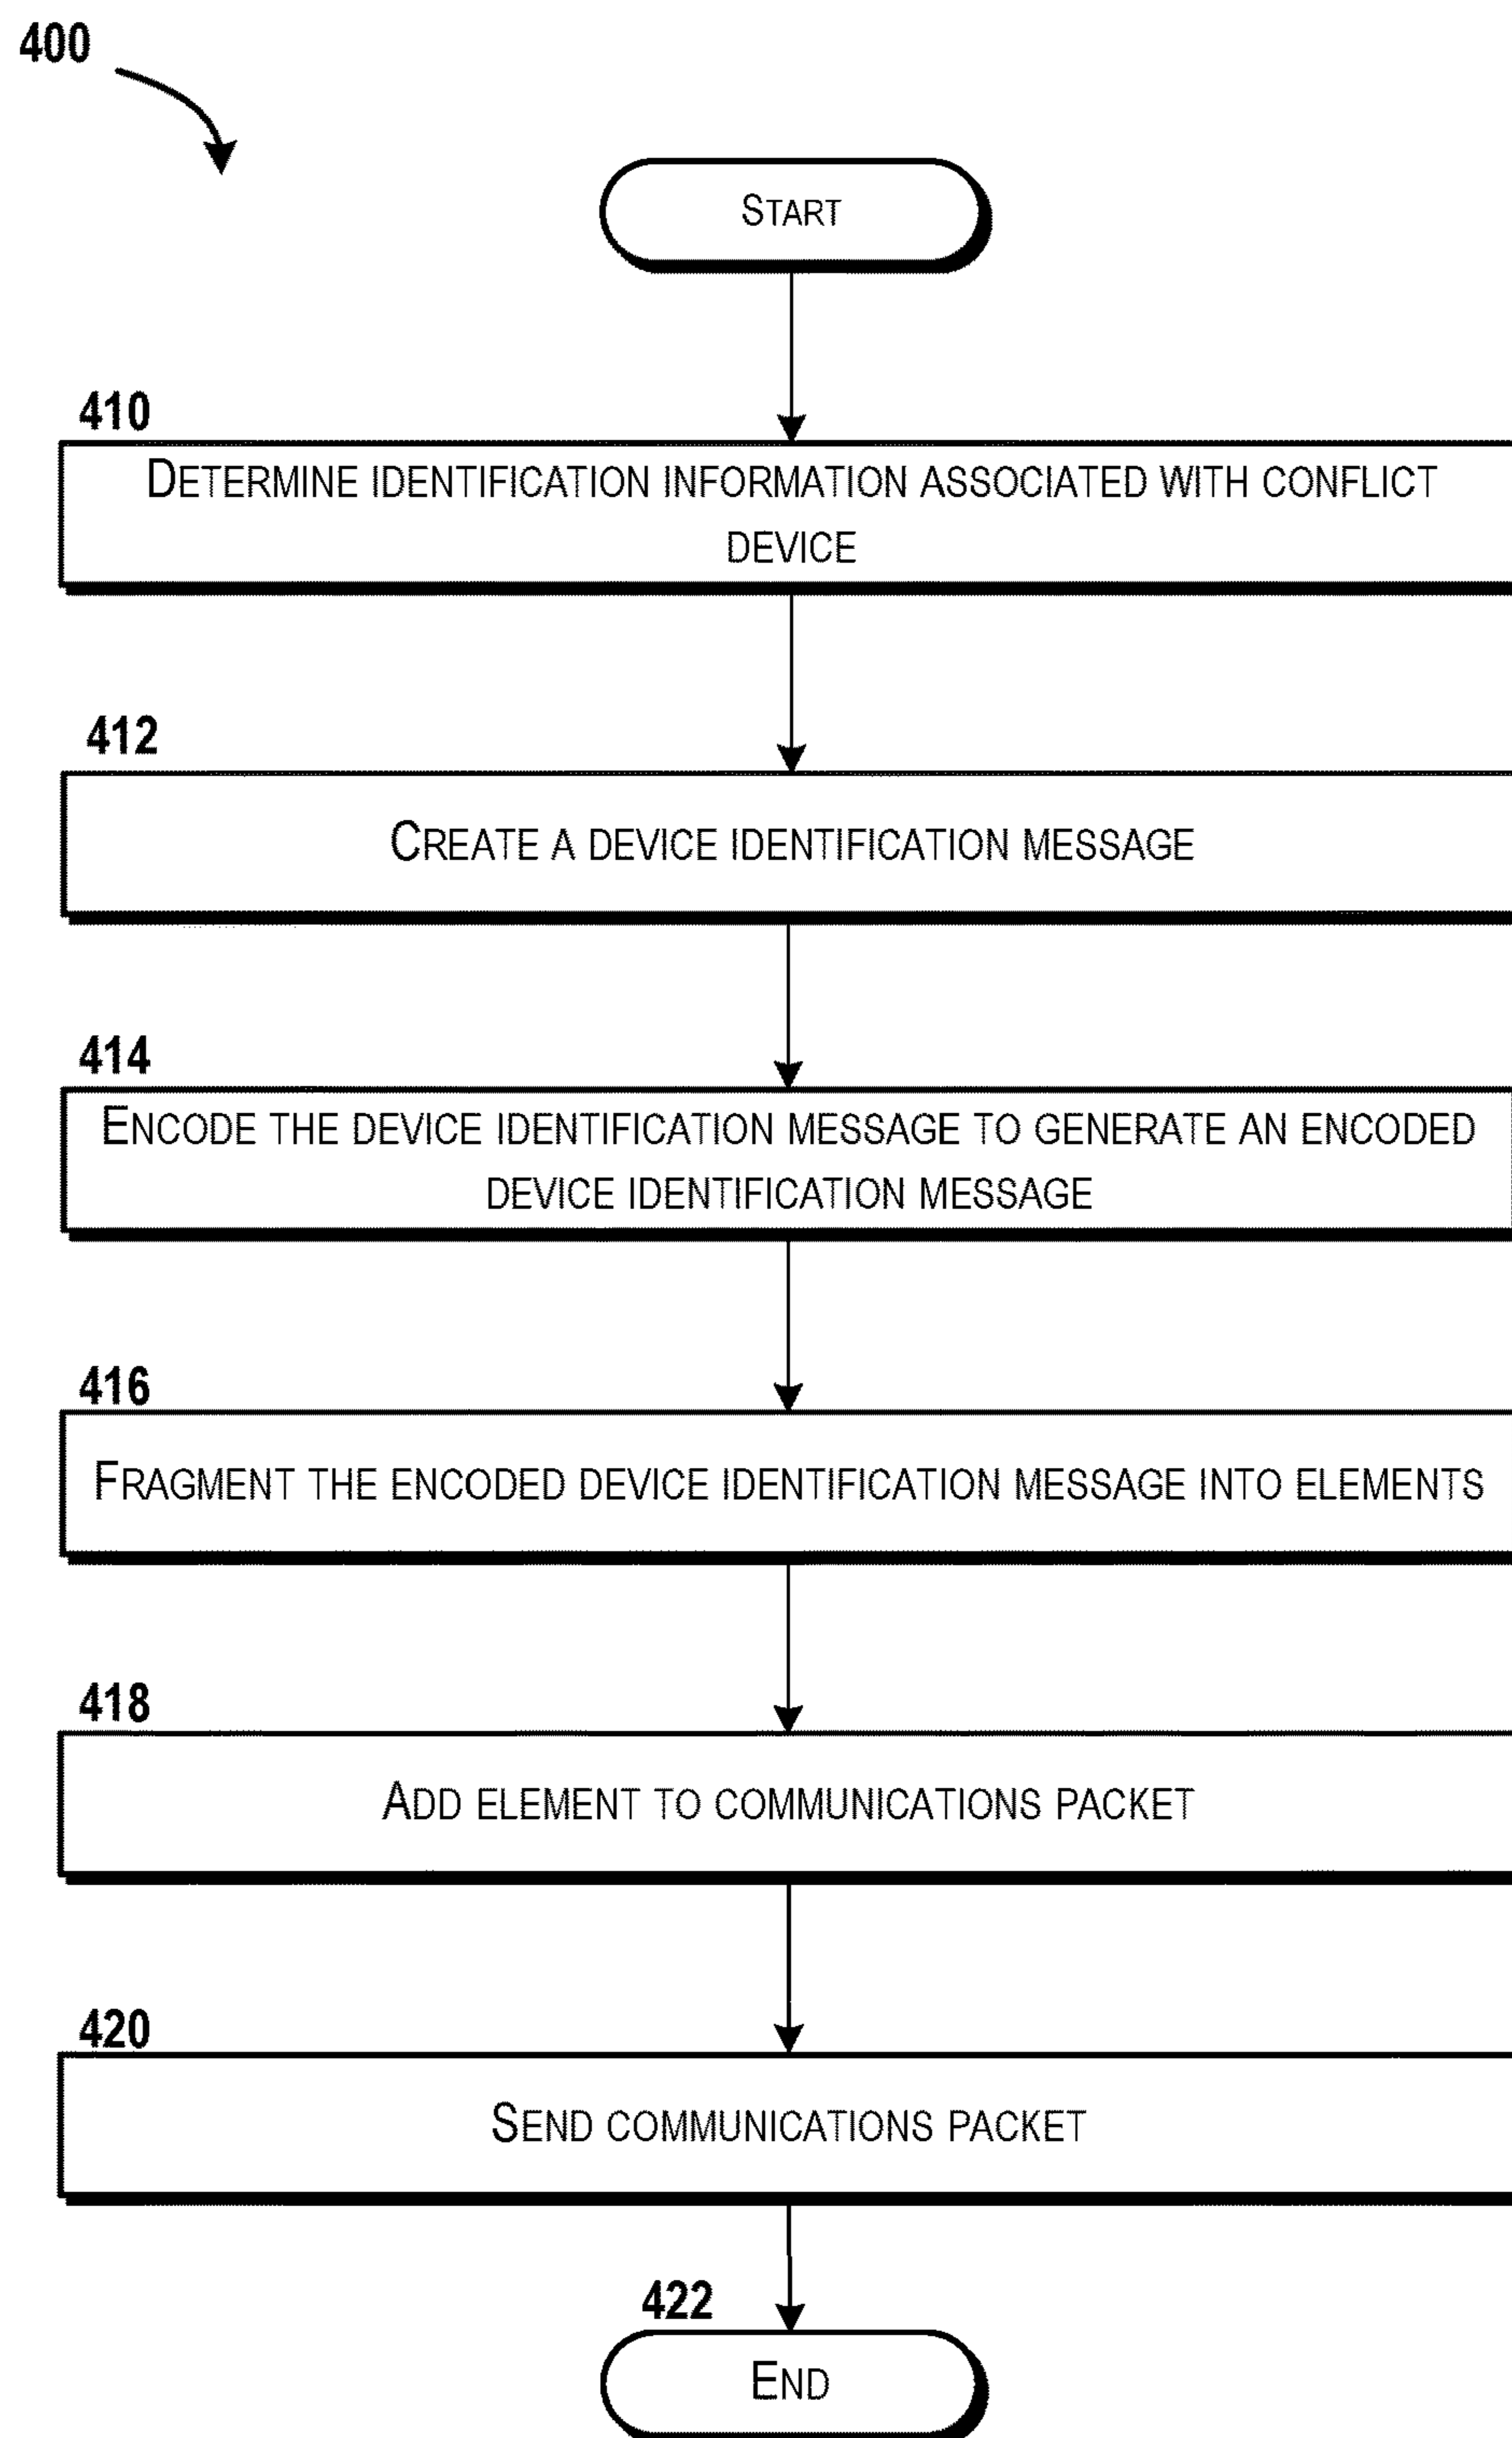 400
START
410
DETERMINE IDENTIFICATION INFORMATION ASSOCIATED WITH CONFLICT
DEVICE
412
CREATE A DEVICE IDENTIFICATION MESSAGE
414
ENCODE THE DEVICE IDENTIFICATION MESSAGE TO GENERATE AN ENCODED
DEVICE IDENTIFICATION MESSAGE
416
FRAGMENT THE ENCODED DEVICE IDENTIFICATION MESSAGE INTO ELEMENTS
418
ADD ELEMENT TO COMMUNICATIONS PACKET
420
SEND COMMUNICATIONS PACKET
422
END